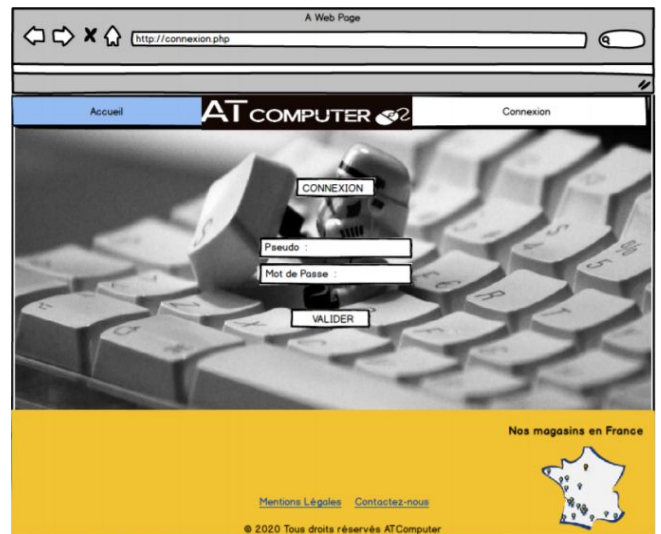 A Web Page
http://connexion.php
Accueil
AT COMPUTER
Connexion
CONNEXION
Pseudo :
Mot de Passe :
VALIDER
Nos magasins en France
Mentions Légales Contactez-nous
© 2020 Tous droits réservés ATComputer